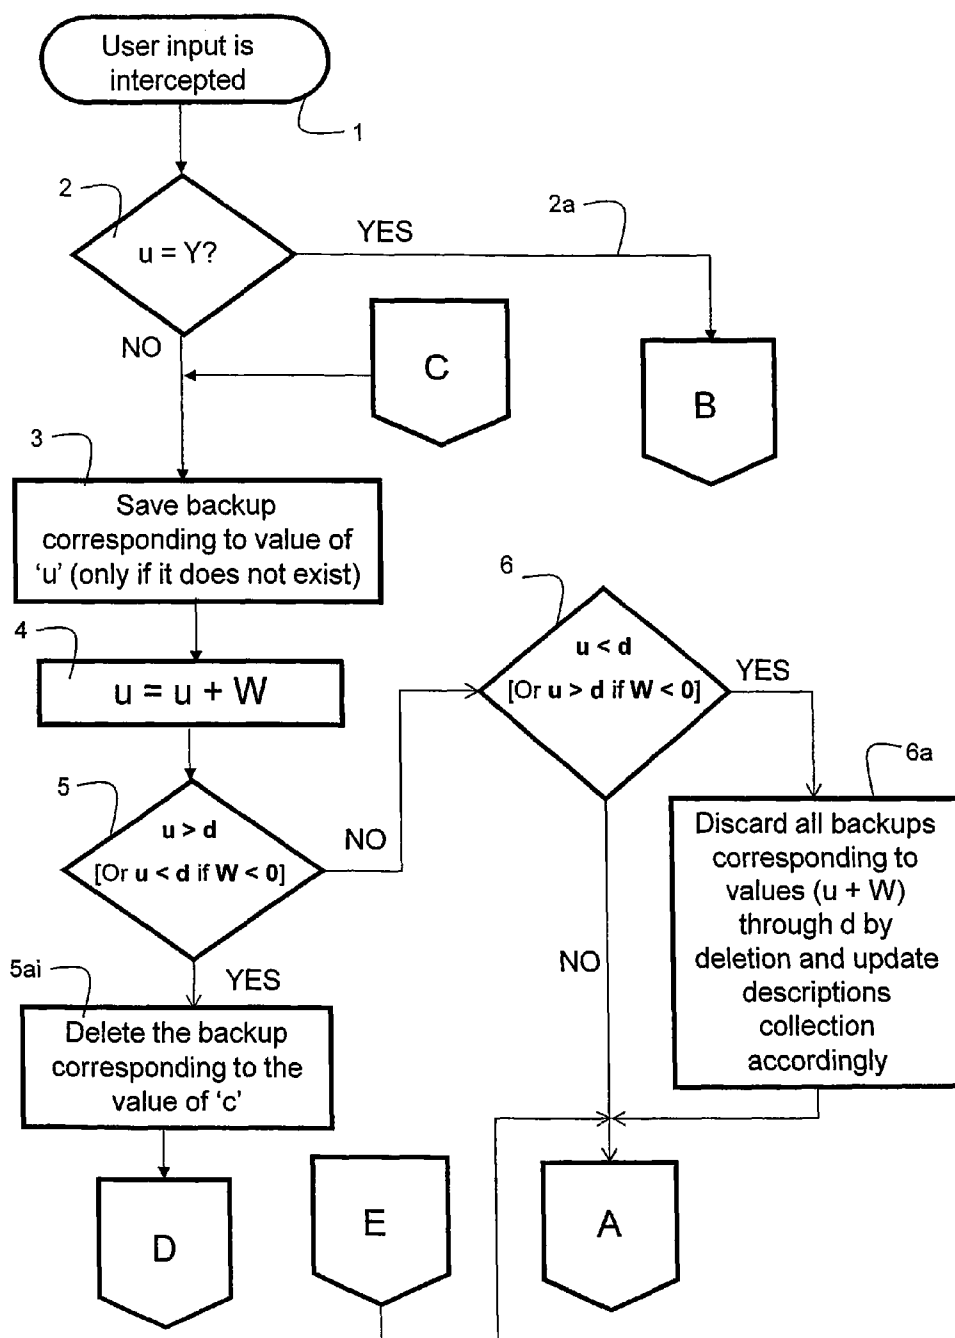 User input is
intercepted
1
2
u = Y?
YES
2a
NO
C
B
3
Save backup
corresponding to value of
‘u’ (only if it does not exist)
4
u = u + W
6
u < d
[Or u > d if W < 0]
YES
5
u > d
[Or u < d if W < 0]
NO
6a
Discard all backups
corresponding to
values (u + W)
through d by
deletion and update
descriptions
collection
accordingly
NO
5ai
YES
Delete the backup
corresponding to the
value of ‘c’
D
E
A